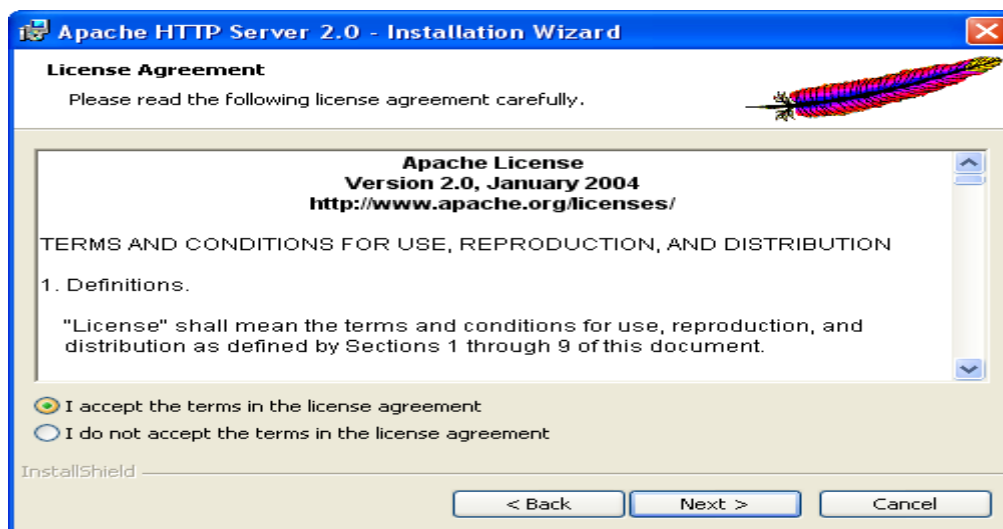 Apache HTTP Server 2.0 - Installation Wizard
License Agreement
Please read the following license agreement carefully.
Apache License
Version 2.0, January 2004
http://www.apache.org/licenses/
TERMS AND CONDITIONS FOR USE, REPRODUCTION, AND DISTRIBUTION
1. Definitions.
"License" shall mean the terms and conditions for use, reproduction, and
distribution as defined by Sections 1 through 9 of this document.
I accept the terms in the license agreement
I do not accept the terms in the license agreement
InstallShield
< Back
Next >
Cancel